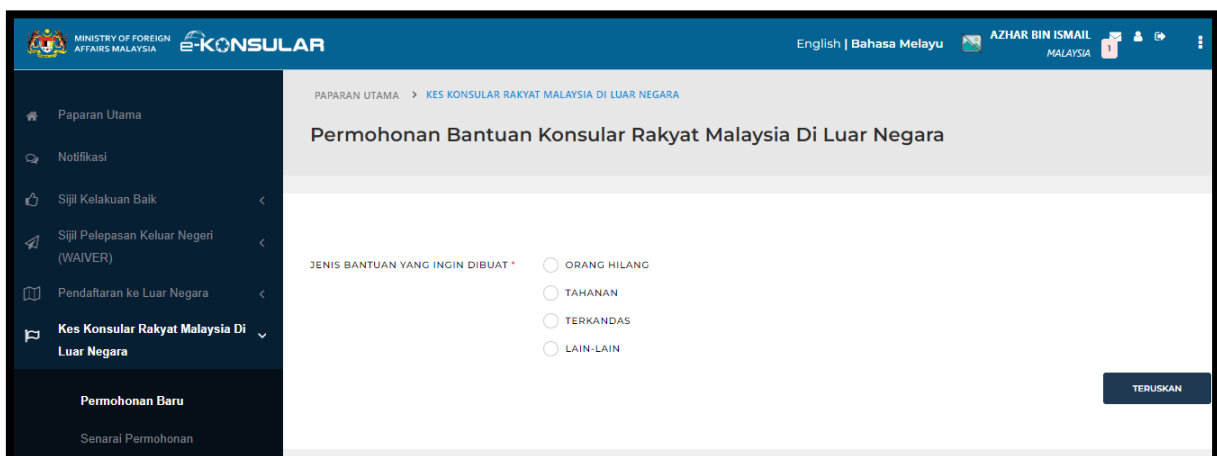 MINISTRY OF FOREIGN
AFFAIRS MALAYSIA
e-KONSULAR
English | Bahasa Melayu
AZHAR BIN ISMAIL
MALAYSIA
1
Paparan Utama
Notifikasi
Sijil Kelakuan Baik
Sijil Pelepasan Keluar Negeri
(WAIVER)
Pendaftaran ke Luar Negara
Kes Konsular Rakyat Malaysia Di
Luar Negara
Permohonan Baru
Senarai Permohonan
PAPARAN UTAMA > KES KONSULAR RAKYAT MALAYSIA DI LUAR NEGARA
Permohonan Bantuan Konsular Rakyat Malaysia Di Luar Negara
JENIS BANTUAN YANG INGIN DIBUAT *
ORANG HILANG
TAHANAN
TERKANDAS
LAIN-LAIN
TERUSKAN